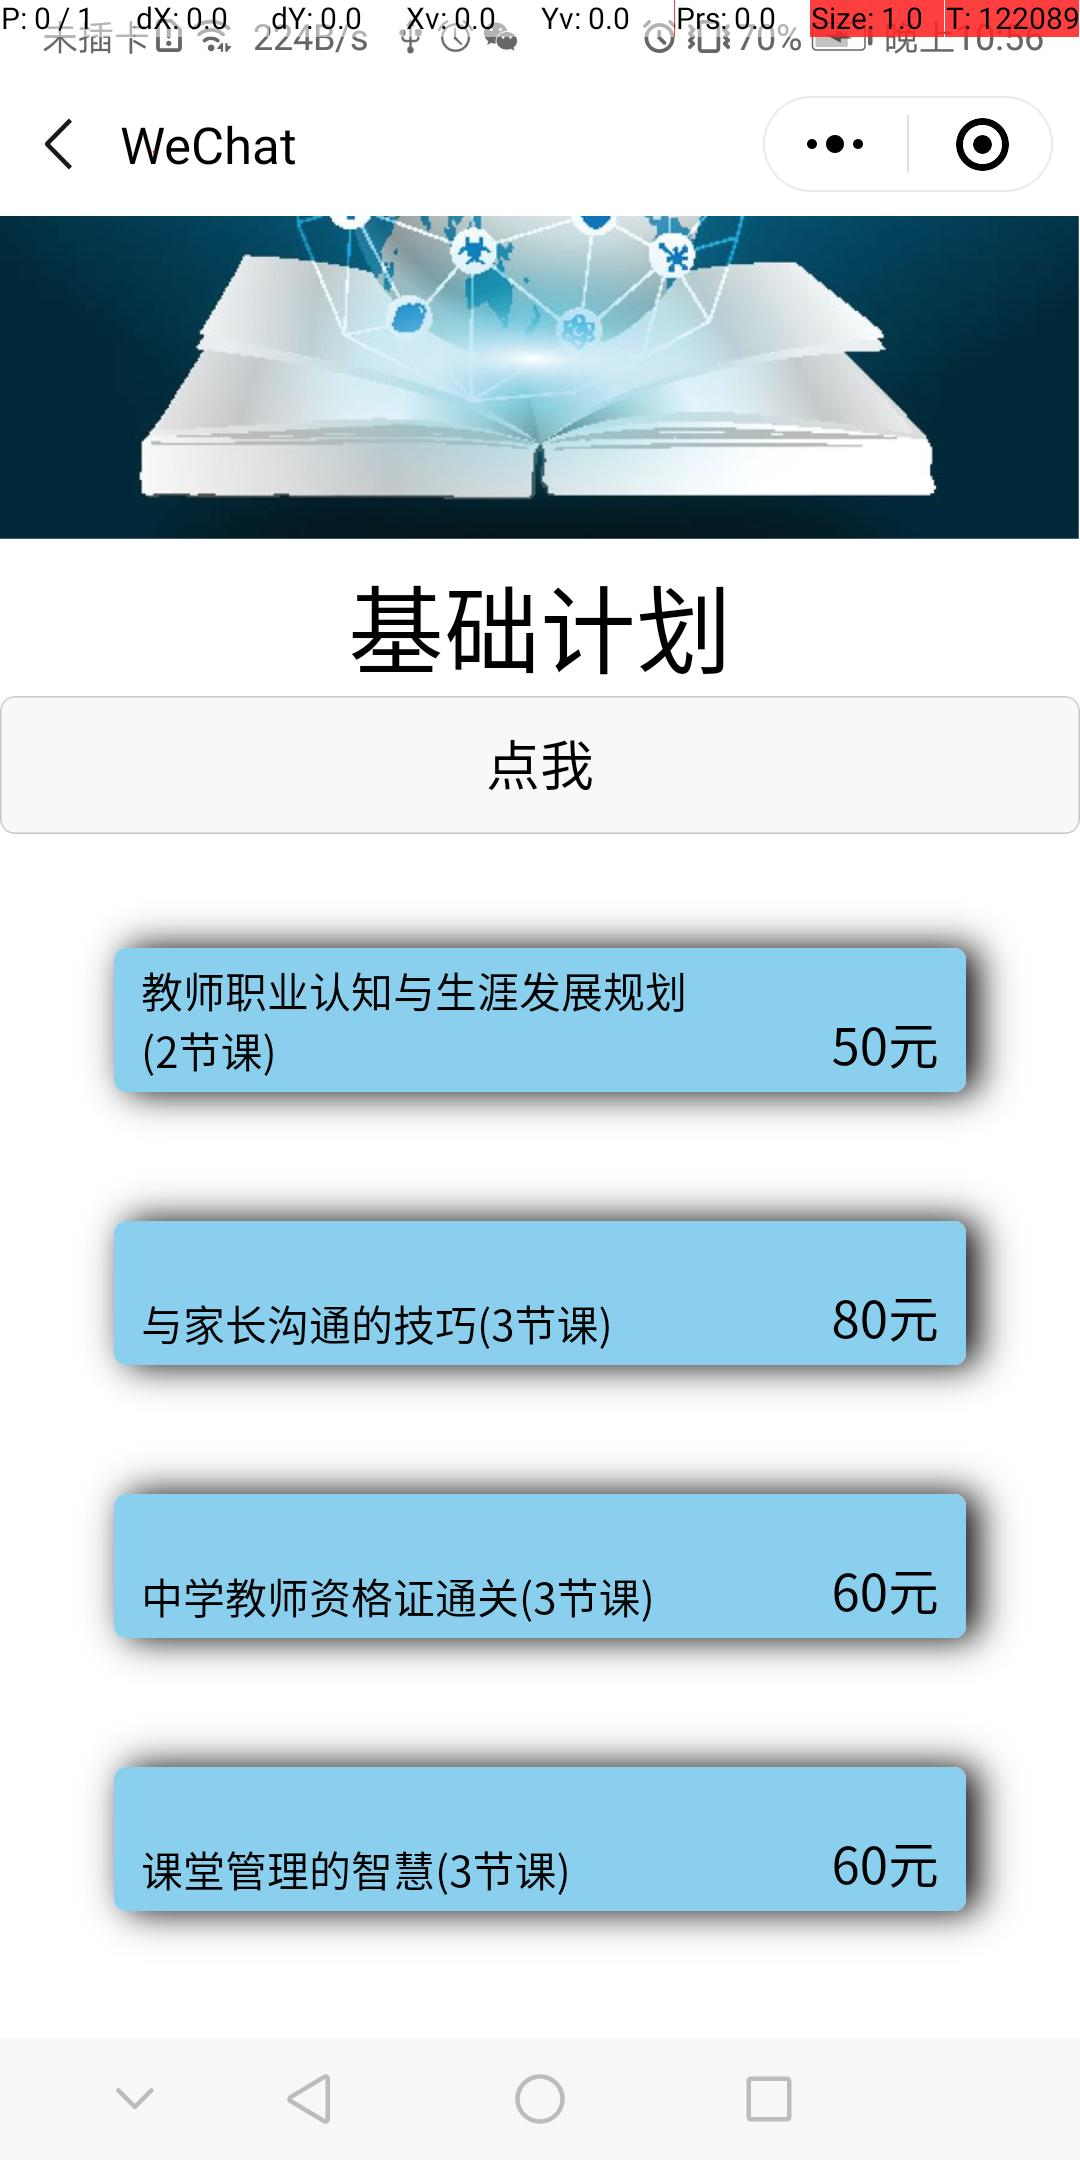 P: 0 / 1 dX: 0.0 dY: 0.0 Xv: 0.0 Yv: 0.0 Prs: 0.0 Size: 1.0 T: 122089
未插卡 224B/s 70% 晚上10:56
WeChat
基础计划
点我
教师职业认知与生涯发展规划
(2节课)
50元
与家长沟通的技巧(3节课)
80元
中学教师资格证通关(3节课)
60元
课堂管理的智慧(3节课)
60元